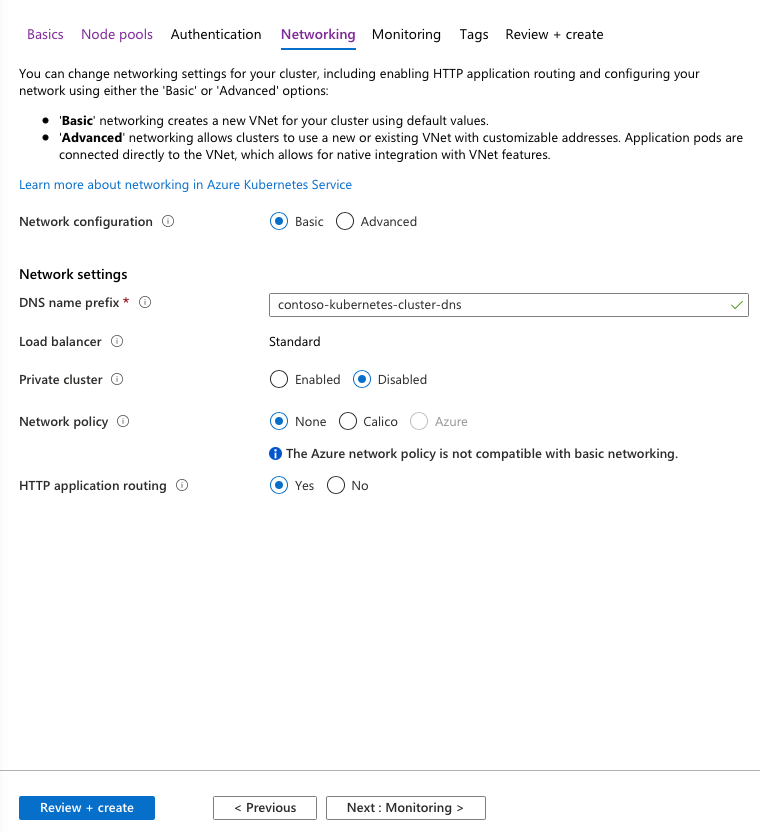 Basics Node pools Authentication Networking Monitoring Tags Review + create
You can change networking settings for your cluster, including enabling HTTP application routing and configuring your
network using either the 'Basic' or 'Advanced' options:
● 'Basic' networking creates a new VNet for your cluster using default values.
● 'Advanced' networking allows clusters to use a new or existing VNet with customizable addresses. Application pods are
connected directly to the VNet, which allows for native integration with VNet features.
Learn more about networking in Azure Kubernetes Service
Network configuration Basic Advanced
Network settings
DNS name prefix * contoso-kubernetes-cluster-dns
Load balancer Standard
Private cluster Enabled Disabled
Network policy None Calico Azure
The Azure network policy is not compatible with basic networking.
HTTP application routing Yes No
Review + create < Previous Next : Monitoring >